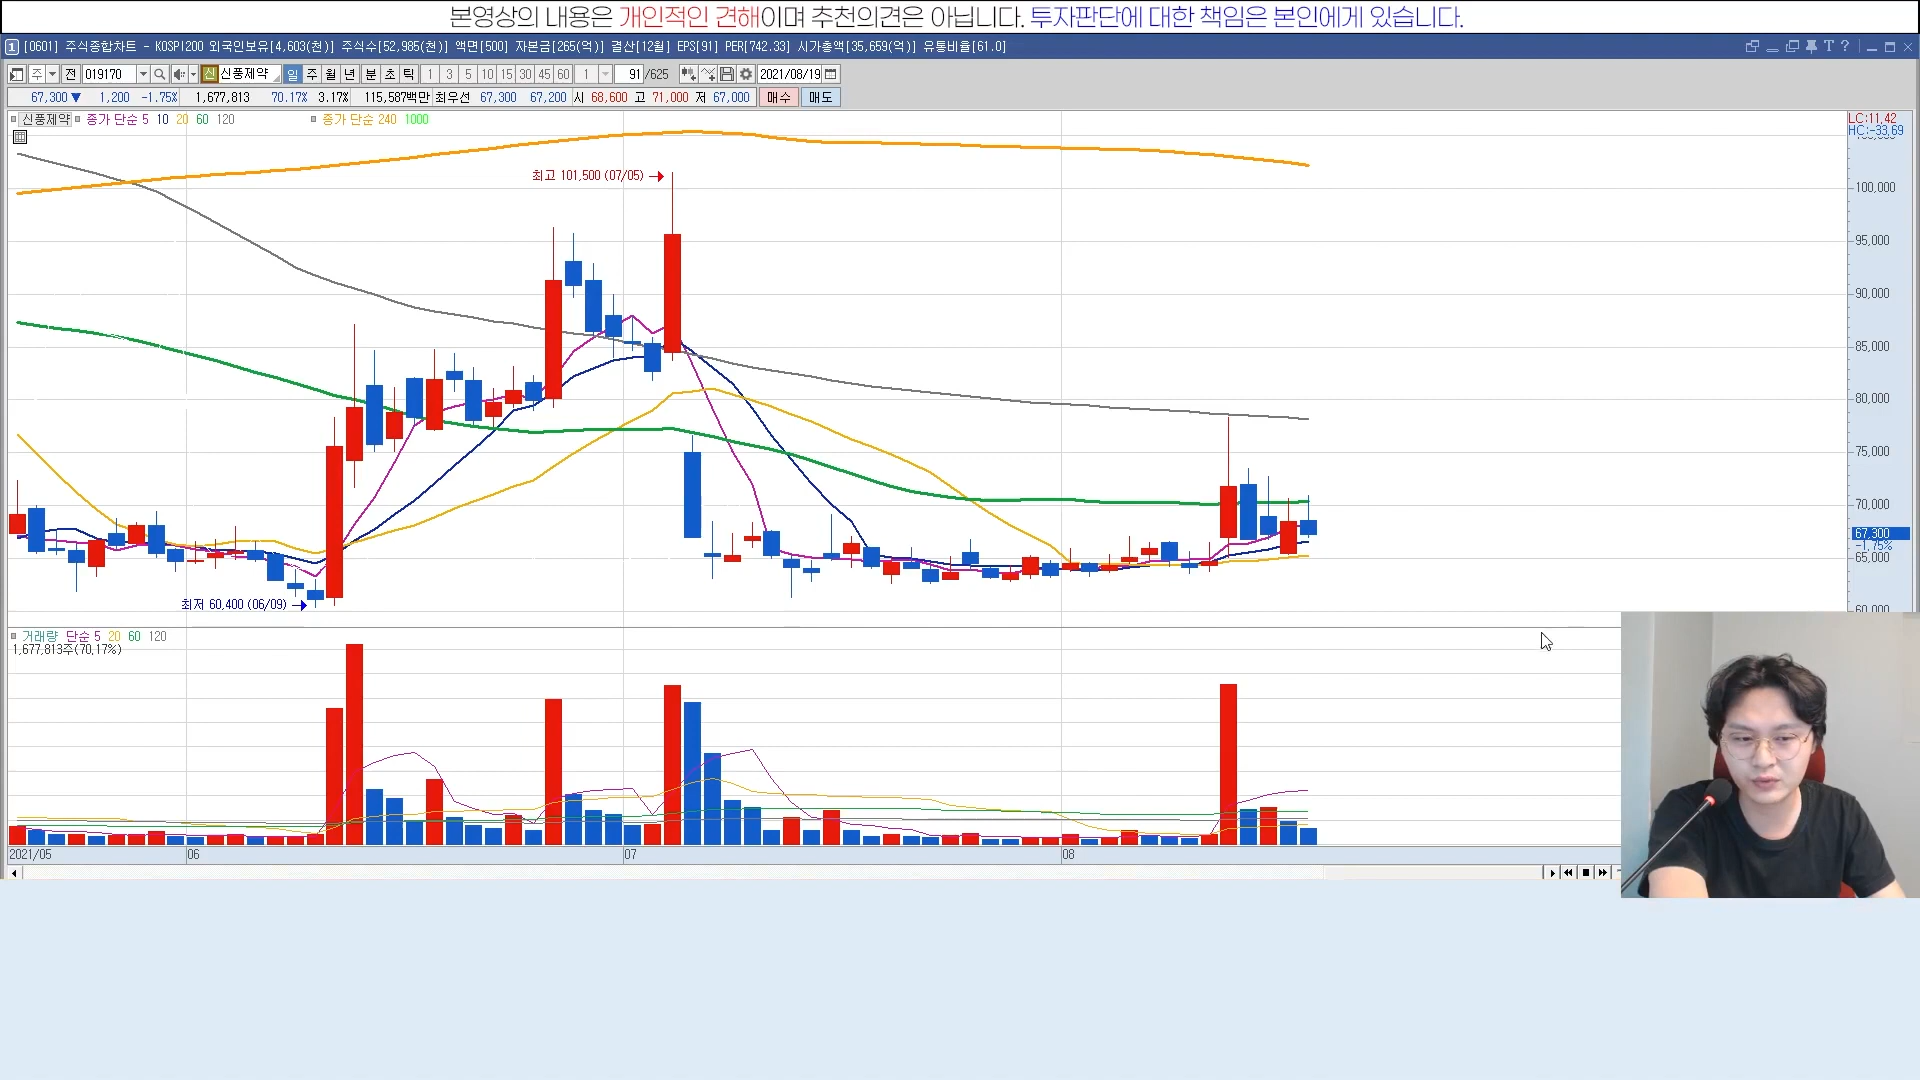 본영상의 내용은 개인적인 견해이며 추천의견은 아닙니다. 투자판단에 대한 책임은 본인에게 있습니다.
1 [0601] 주식종합차트 - KOSPI200 외국인보유[4,603(천)] 주식수[52,985(천)] 액면[500] 자본금[265(억)] 결산[12월] EPS[91] PER[742.33] 시가총액[35,659(억)] 유통비율[61.0]
주 전 019170 신 신풍제약 일 주 월 년 분 초 틱 1 3 5 10 15 30 45 60 1 91 /625 2021/08/19
67,300 ▼ 1,200 -1.75% 1,677,813 70.17% 3.17% 115,587백만 최우선 67,300 67,200 시 68,600 고 71,000 저 67,000 매수 매도
신풍제약 종가 단순 5 10 20 60 120 종가 단순 240 1000
LC:11.42
HC:-33.69
최고 101,500 (07/05)
100,000
95,000
90,000
85,000
80,000
75,000
70,000
67,300
-1.75%
65,000
60,000
최저 60,400 (06/09)
거래량 단순 5 20 60 120
1,677,813주(70.17%)
2021/05 06 07 08